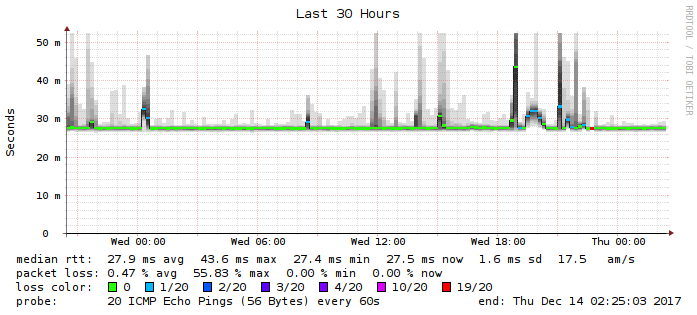 Last 30 Hours
RRDTOOL / TOBI OETIKER
Seconds
50 m
40 m
30 m
20 m
10 m
0
Wed 00:00 Wed 06:00 Wed 12:00 Wed 18:00 Thu 00:00
median rtt: 27.9 ms avg 43.6 ms max 27.4 ms min 27.5 ms now 1.6 ms sd 17.5 am/s
packet loss: 0.47 % avg 55.83 % max 0.00 % min 0.00 % now
loss color: 0 1/20 2/20 3/20 4/20 10/20 19/20
probe: 20 ICMP Echo Pings (56 Bytes) every 60s end: Thu Dec 14 02:25:03 2017